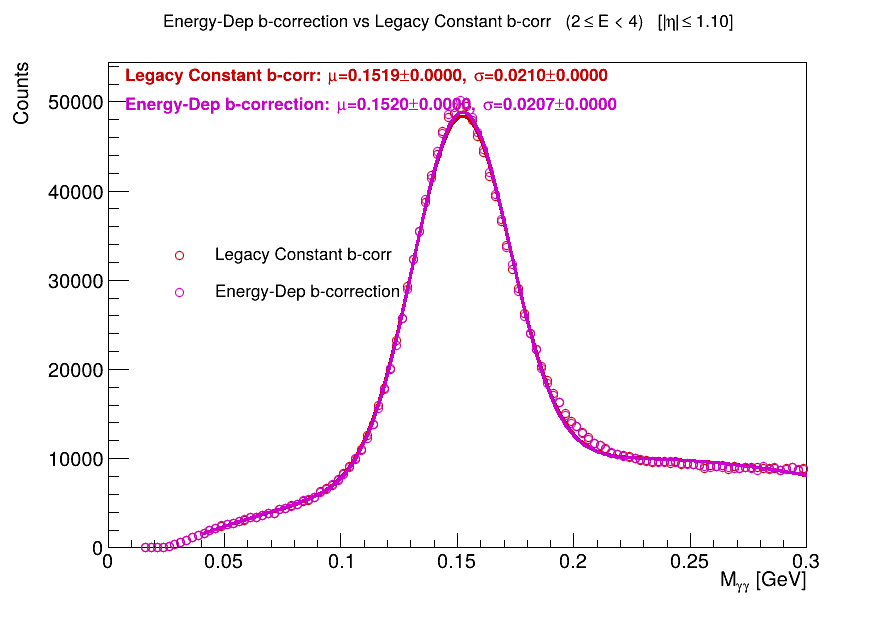 Energy-Dep b-correction vs Legacy Constant b-corr (2 ≤ E < 4) [|η| ≤ 1.10]
Counts
Legacy Constant b-corr: μ=0.1519±0.0000, σ=0.0210±0.0000
Energy-Dep b-correction: μ=0.1520±0.0000, σ=0.0207±0.0000
50000
40000
Legacy Constant b-corr
Energy-Dep b-correction
30000
20000
10000
0
0 0.05 0.1 0.15 0.2 0.25 0.3
M_γγ [GeV]